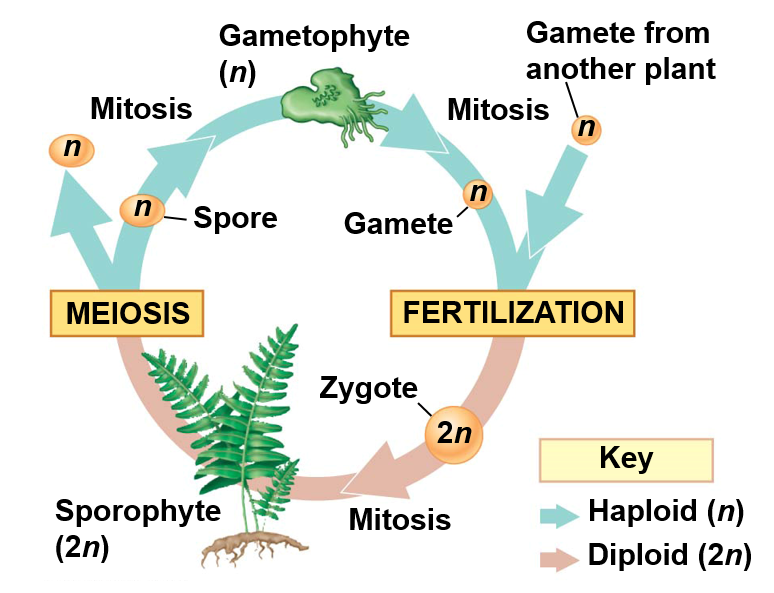 Gametophyte
(n)
Gamete from
another plant
Mitosis
Mitosis
n
n
n
n
Spore
Gamete
MEIOSIS
FERTILIZATION
Zygote
2n
Key
Sporophyte
(2n)
Mitosis
Haploid (n)
Diploid (2n)